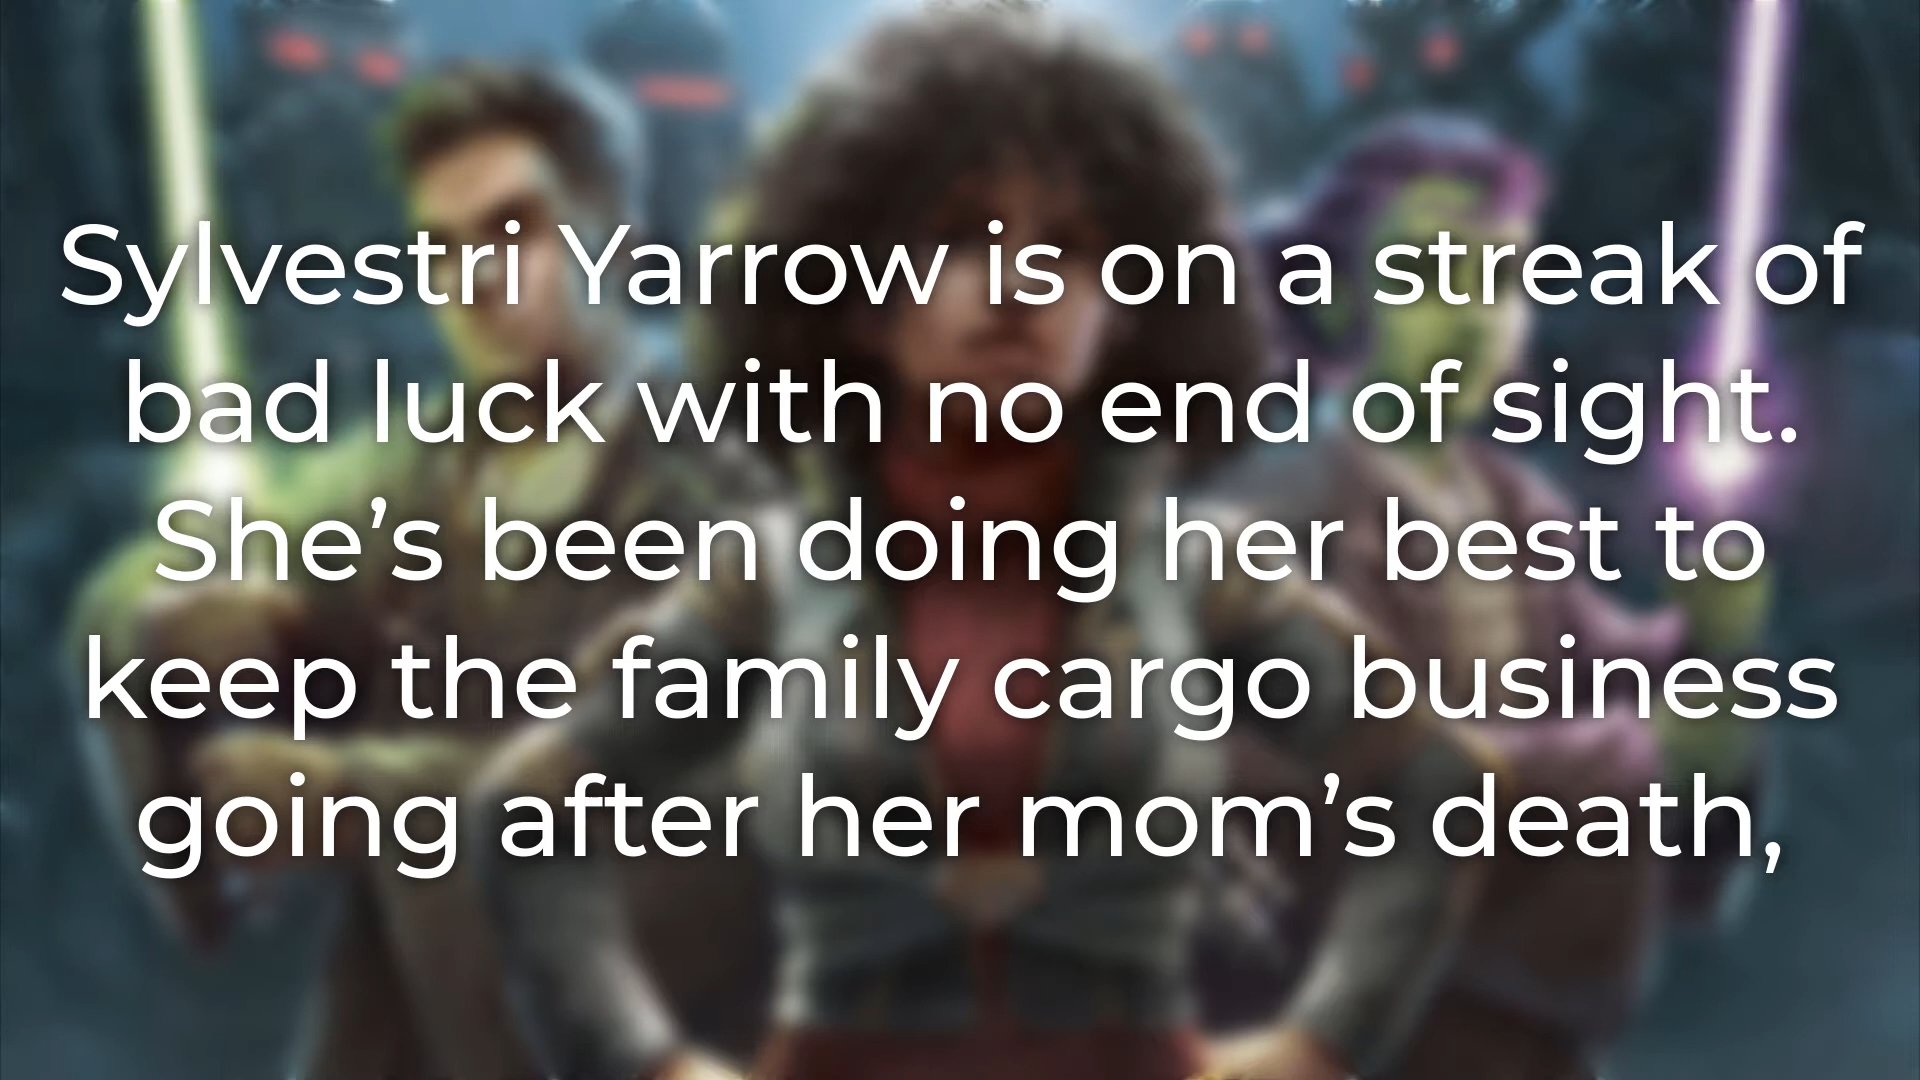 Sylvestri Yarrow is on a streak of
bad luck with no end of sight.
She’s been doing her best to
keep the family cargo business
going after her mom’s death,